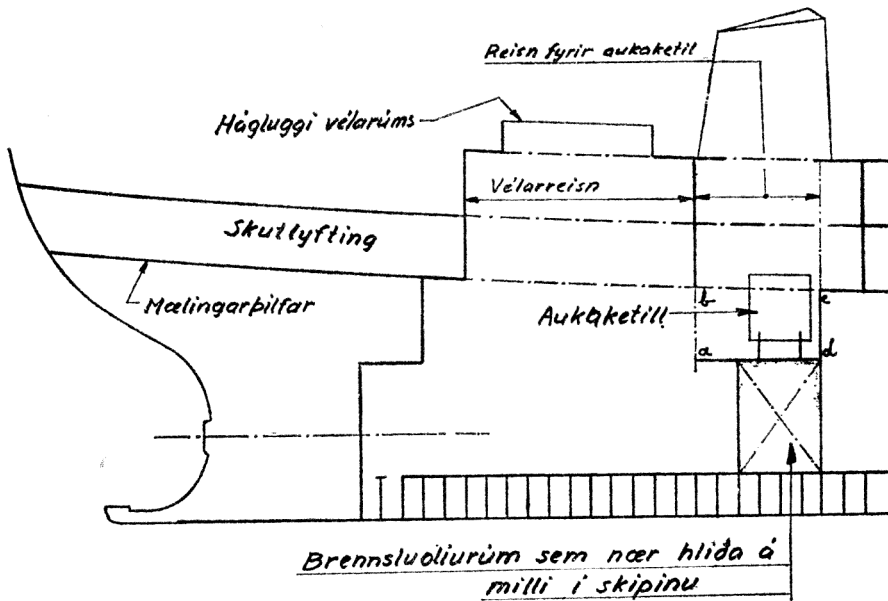 Reisn fyrir aukaketil
Hágluggi vélarúms
Vélarreisn
Skutlyfting
Mælingarþilfar
b
e
Aukaketill
a
d
Brennsluolíurúm sem nær hliða á
milli í skipinu